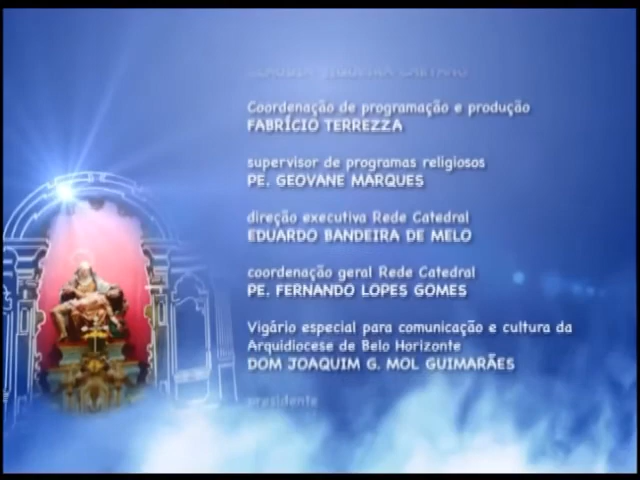 Coordenação de programação e produção
FABRÍCIO TERREZZA
supervisor de programas religiosos
PE. GEOVANE MARQUES
direção executiva Rede Catedral
EDUARDO BANDEIRA DE MELO
coordenação geral Rede Catedral
PE. FERNANDO LOPES GOMES
Vigário especial para comunicação e cultura da
Arquidiocese de Belo Horizonte
DOM JOAQUIM G. MOL GUIMARÃES
presidente